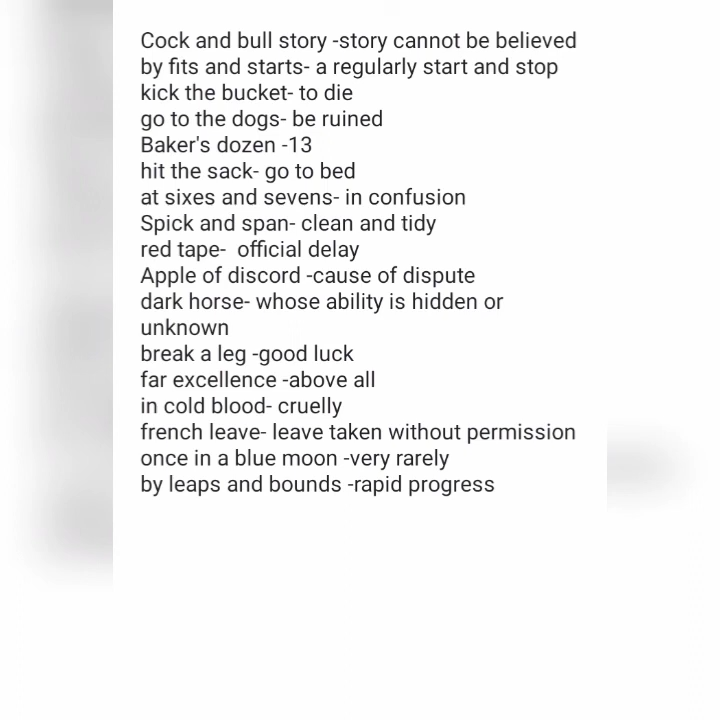 Cock and bull story -story cannot be believed
by fits and starts- a regularly start and stop
kick the bucket- to die
go to the dogs- be ruined
Baker's dozen -13
hit the sack- go to bed
at sixes and sevens- in confusion
Spick and span- clean and tidy
red tape-  official delay
Apple of discord -cause of dispute
dark horse- whose ability is hidden or
unknown
break a leg -good luck
far excellence -above all
in cold blood- cruelly
french leave- leave taken without permission
once in a blue moon -very rarely
by leaps and bounds -rapid progress